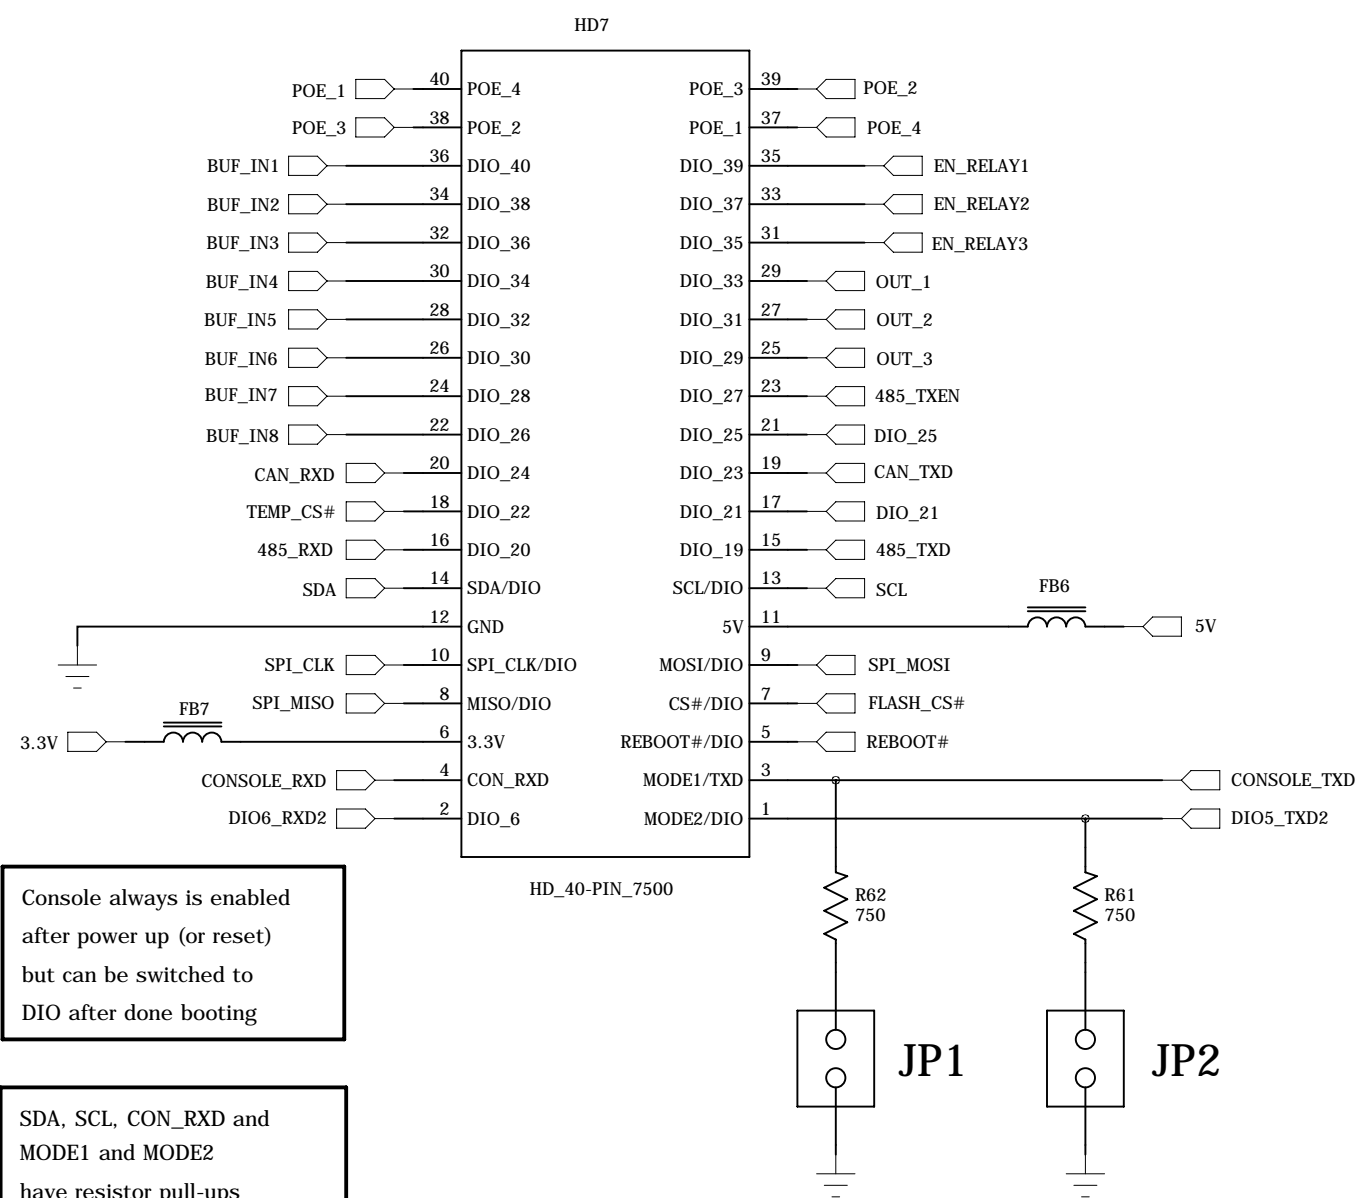 HD7
POE_1 40 POE_4 POE_3 39 POE_2
POE_3 38 POE_2 POE_1 37 POE_4
BUF_IN1 36 DIO_40 DIO_39 35 EN_RELAY1
BUF_IN2 34 DIO_38 DIO_37 33 EN_RELAY2
BUF_IN3 32 DIO_36 DIO_35 31 EN_RELAY3
BUF_IN4 30 DIO_34 DIO_33 29 OUT_1
BUF_IN5 28 DIO_32 DIO_31 27 OUT_2
BUF_IN6 26 DIO_30 DIO_29 25 OUT_3
BUF_IN7 24 DIO_28 DIO_27 23 485_TXEN
BUF_IN8 22 DIO_26 DIO_25 21 DIO_25
CAN_RXD 20 DIO_24 DIO_23 19 CAN_TXD
TEMP_CS# 18 DIO_22 DIO_21 17 DIO_21
485_RXD 16 DIO_20 DIO_19 15 485_TXD
SDA 14 SDA/DIO SCL/DIO 13 SCL
FB6
12 GND 5V 11 5V
SPI_CLK 10 SPI_CLK/DIO MOSI/DIO 9 SPI_MOSI
SPI_MISO 8 MISO/DIO CS#/DIO 7 FLASH_CS#
FB7
3.3V 6 3.3V REBOOT#/DIO 5 REBOOT#
CONSOLE_RXD 4 CON_RXD MODE1/TXD 3 CONSOLE_TXD
DIO6_RXD2 2 DIO_6 MODE2/DIO 1 DIO5_TXD2
HD_40-PIN_7500
R62
750
R61
750
Console always is enabled
after power up (or reset)
but can be switched to
DIO after done booting
JP1
JP2
SDA, SCL, CON_RXD and
MODE1 and MODE2
have resistor pull-ups